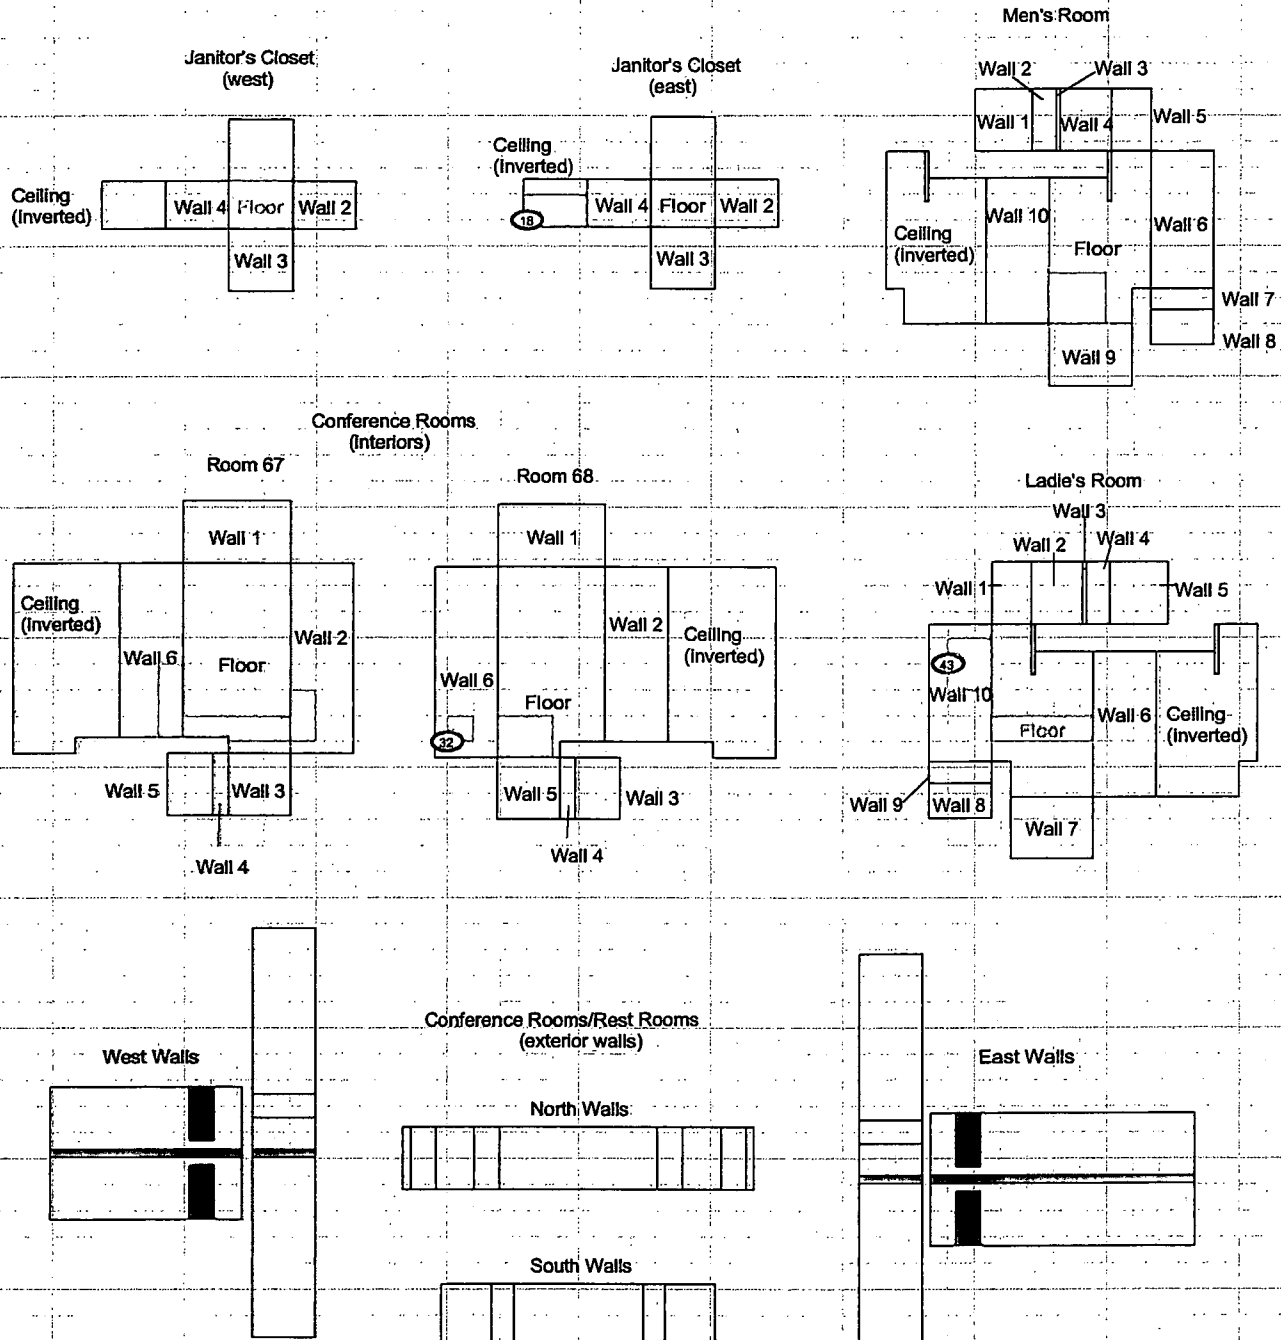 Men's Room
Janitor's Closet
(west)
Janitor's Closet
(east)
Wall 2
Wall 3
Wall 1
Wall 4
Wall 5
Ceiling
(inverted)
Wall 4
Floor
Wall 2
Wall 3
Ceiling
(inverted)
18
Wall 4
Floor
Wall 2
Wall 3
Ceiling
(inverted)
Wall 10
Floor
Wall 6
Wall 7
Wall 8
Wall 9
Conference Rooms
(interiors)
Room 67
Wall 1
Ceiling
(inverted)
Wall 6
Floor
Wall 2
Wall 5
Wall 3
Wall 4
Room 68
Wall 1
Wall 2
Ceiling
(inverted)
Wall 6
Floor
32
Wall 5
Wall 3
Wall 4
Ladie's Room
Wall 3
Wall 2
Wall 4
Wall 1
Wall 5
43
Wall 10
Floor
Wall 6
Ceiling
(inverted)
Wall 9
Wall 8
Wall 7
Conference Rooms/Rest Rooms
(exterior walls)
West Walls
East Walls
North Walls
South Walls